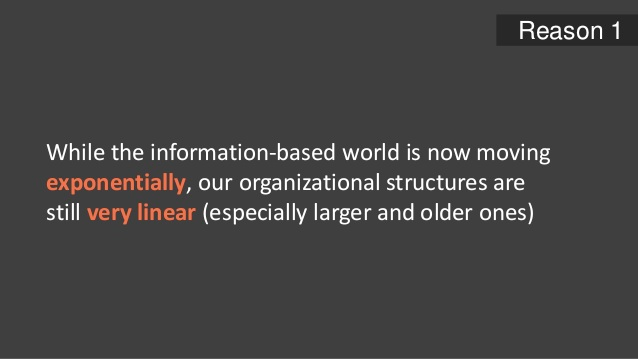 Reason 1
While the information-based world is now moving
exponentially, our organizational structures are
still very linear (especially larger and older ones)